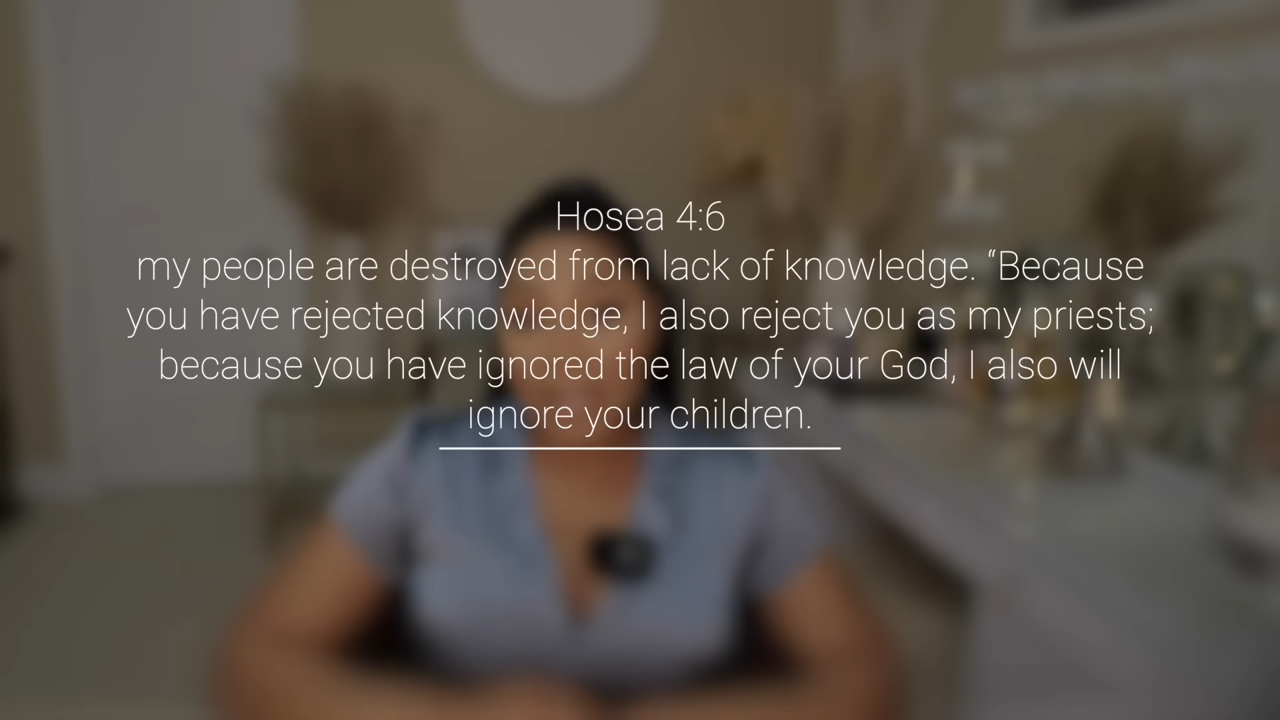 Hosea 4:6
my people are destroyed from lack of knowledge. “Because
you have rejected knowledge, I also reject you as my priests;
because you have ignored the law of your God, I also will
ignore your children.